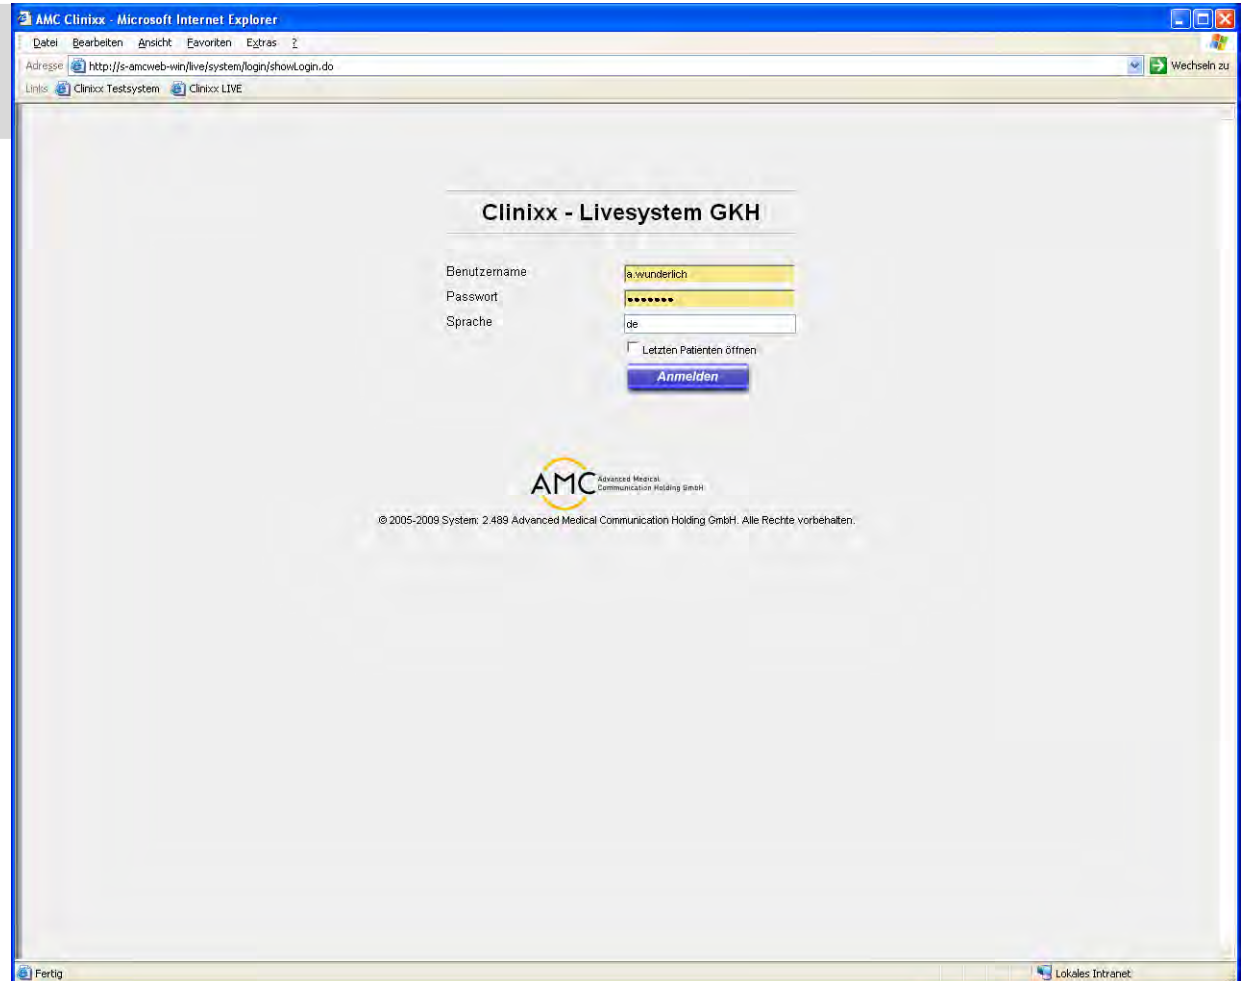 AMC Clinixx - Microsoft Internet Explorer
Datei Bearbeiten Ansicht Favoriten Extras ?
Adresse http://s-amcweb-win/live/system/login/showLogin.do Wechseln zu
Links Clinixx Testsystem Clinixx LIVE
Clinixx - Livesystem GKH
Benutzername a.wunderlich
Passwort •••••••
Sprache de
Letzten Patienten öffnen
Anmelden
AMC Advanced Medical
Communication Holding GmbH
© 2005-2009 System: 2.489 Advanced Medical Communication Holding GmbH. Alle Rechte vorbehalten.
Fertig Lokales Intranet